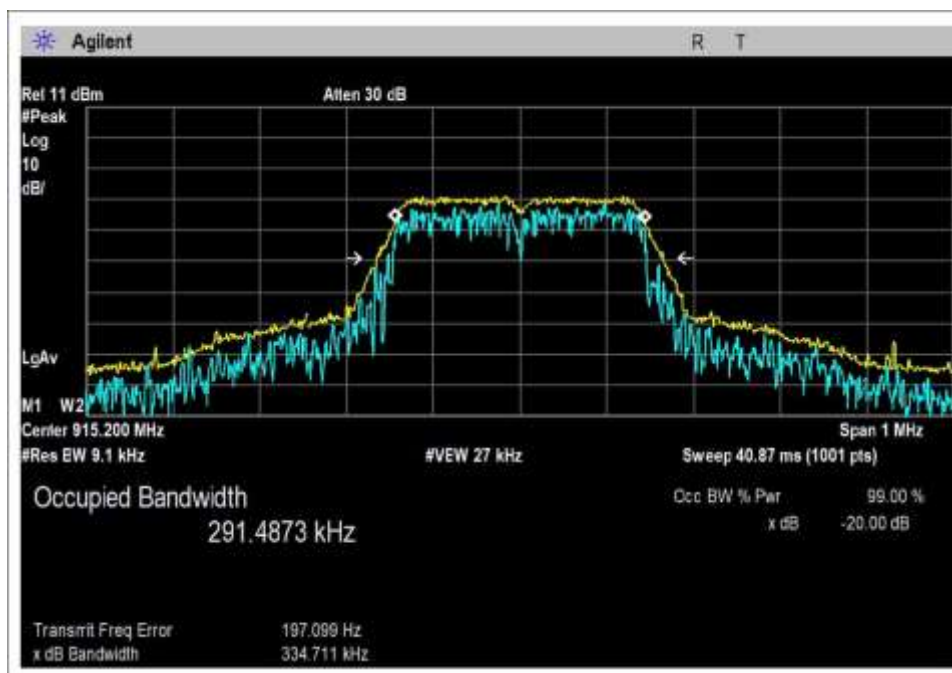 Agilent R T
Ref 11 dBm Atten 30 dB
#Peak
Log
10
dB/
LgAv
M1 W2
Center 915.200 MHz Span 1 MHz
#Res BW 9.1 kHz #VBW 27 kHz Sweep 40.87 ms (1001 pts)
Occupied Bandwidth Occ BW % Pwr 99.00 %
291.4873 kHz x dB -20.00 dB
Transmit Freq Error 197.099 Hz
x dB Bandwidth 334.711 kHz